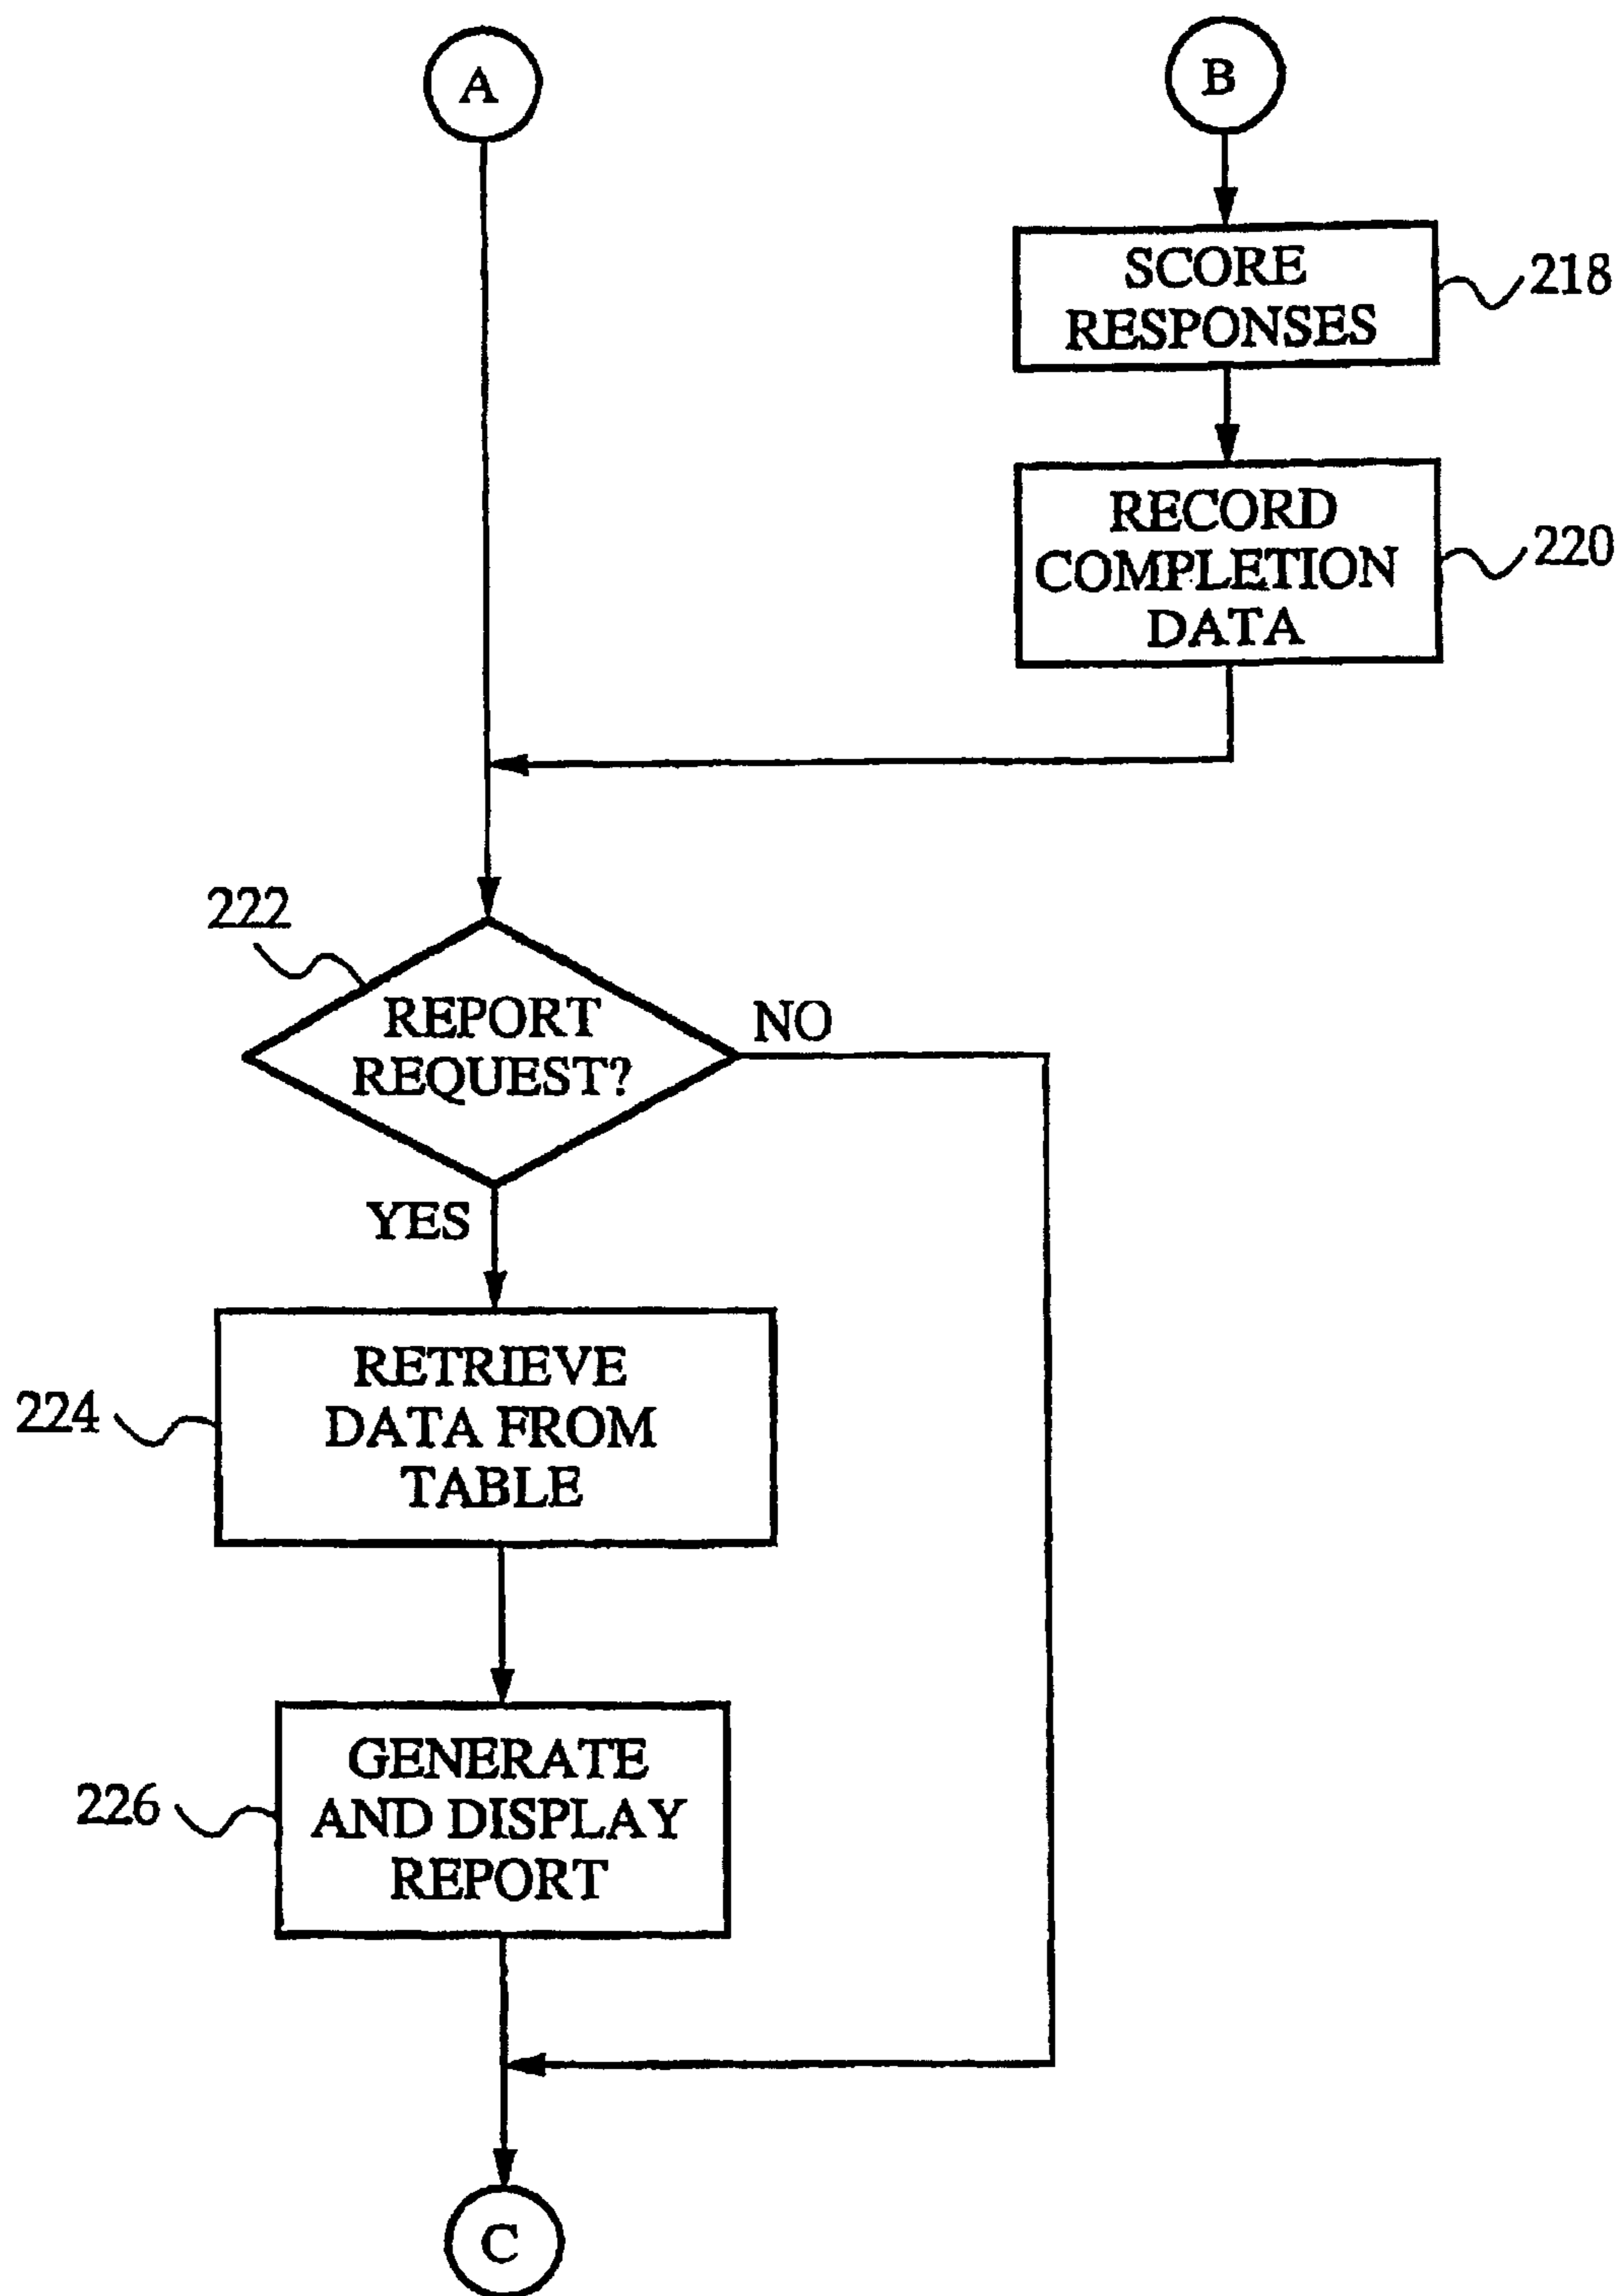 A
B
SCORE
RESPONSES
218
RECORD
COMPLETION
DATA
220
222
REPORT
REQUEST?
NO
YES
RETRIEVE
DATA FROM
TABLE
224
GENERATE
AND DISPLAY
REPORT
226
C